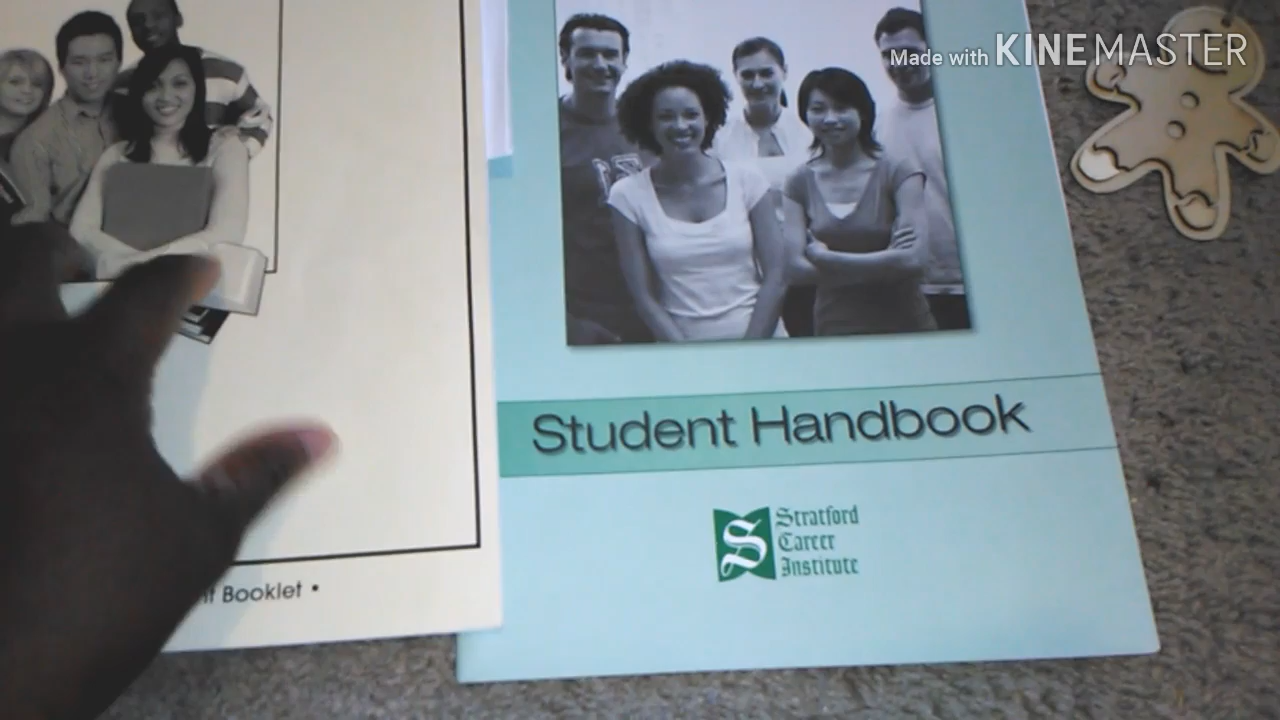 Made with KINEMASTER
Student Handbook
Stratford
Career
Institute
Booklet •